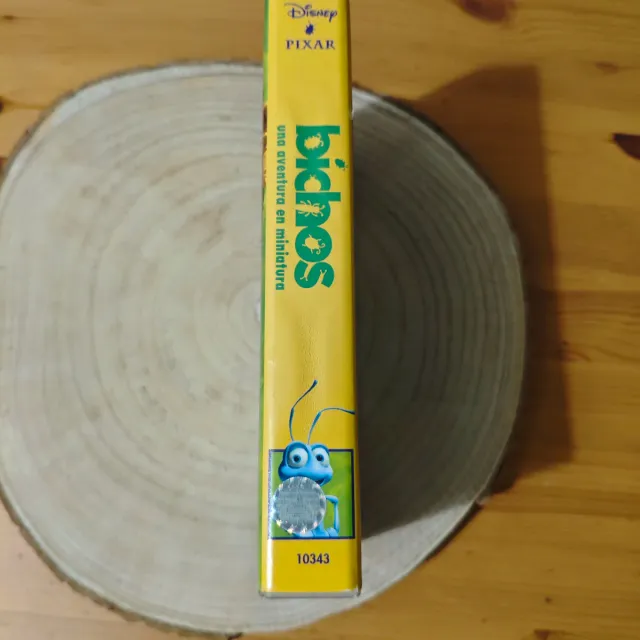 Disney
PIXAR
bichos
una aventura en miniatura
10343